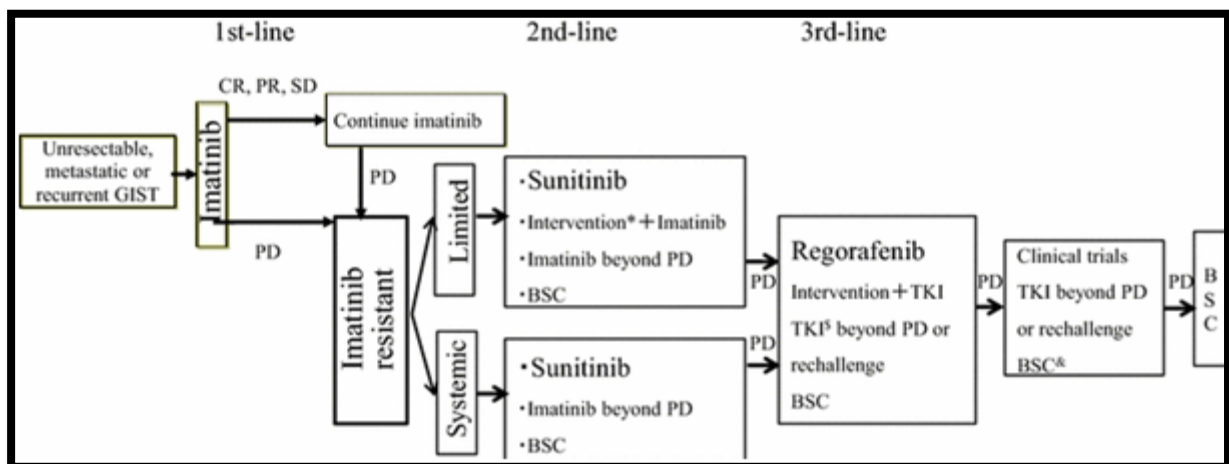 1st-line
2nd-line
3rd-line
CR, PR, SD
Unresectable,
metastatic or
recurrent GIST
Imatinib
Continue imatinib
PD
PD
Imatinib
resistant
Limited
Systemic
・Sunitinib
・Intervention*＋Imatinib
・Imatinib beyond PD
・BSC
・Sunitinib
・Imatinib beyond PD
・BSC
PD
PD
Regorafenib
Intervention＋TKI
TKI$ beyond PD or
rechallenge
BSC
PD
Clinical trials
TKI beyond PD
or rechallenge
BSC&
PD
B
S
C